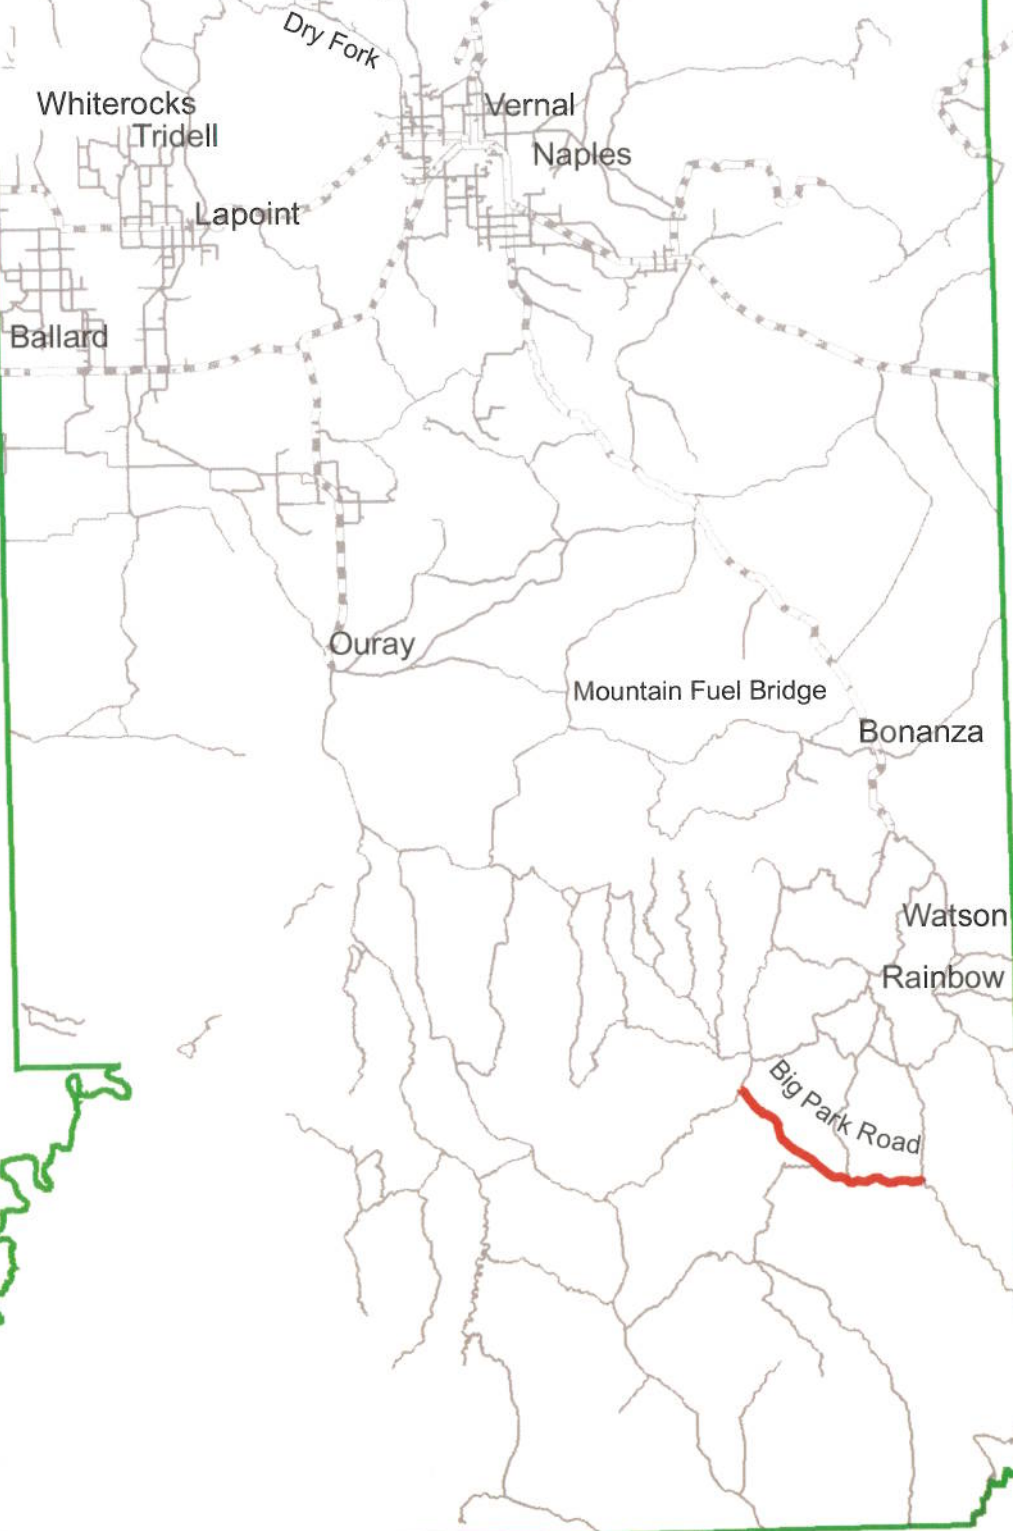 Dry Fork
Whiterocks
Vernal
Tridell
Naples
Lapoint
Ballard
Ouray
Mountain Fuel Bridge
Bonanza
Watson
Rainbow
Big Park Road